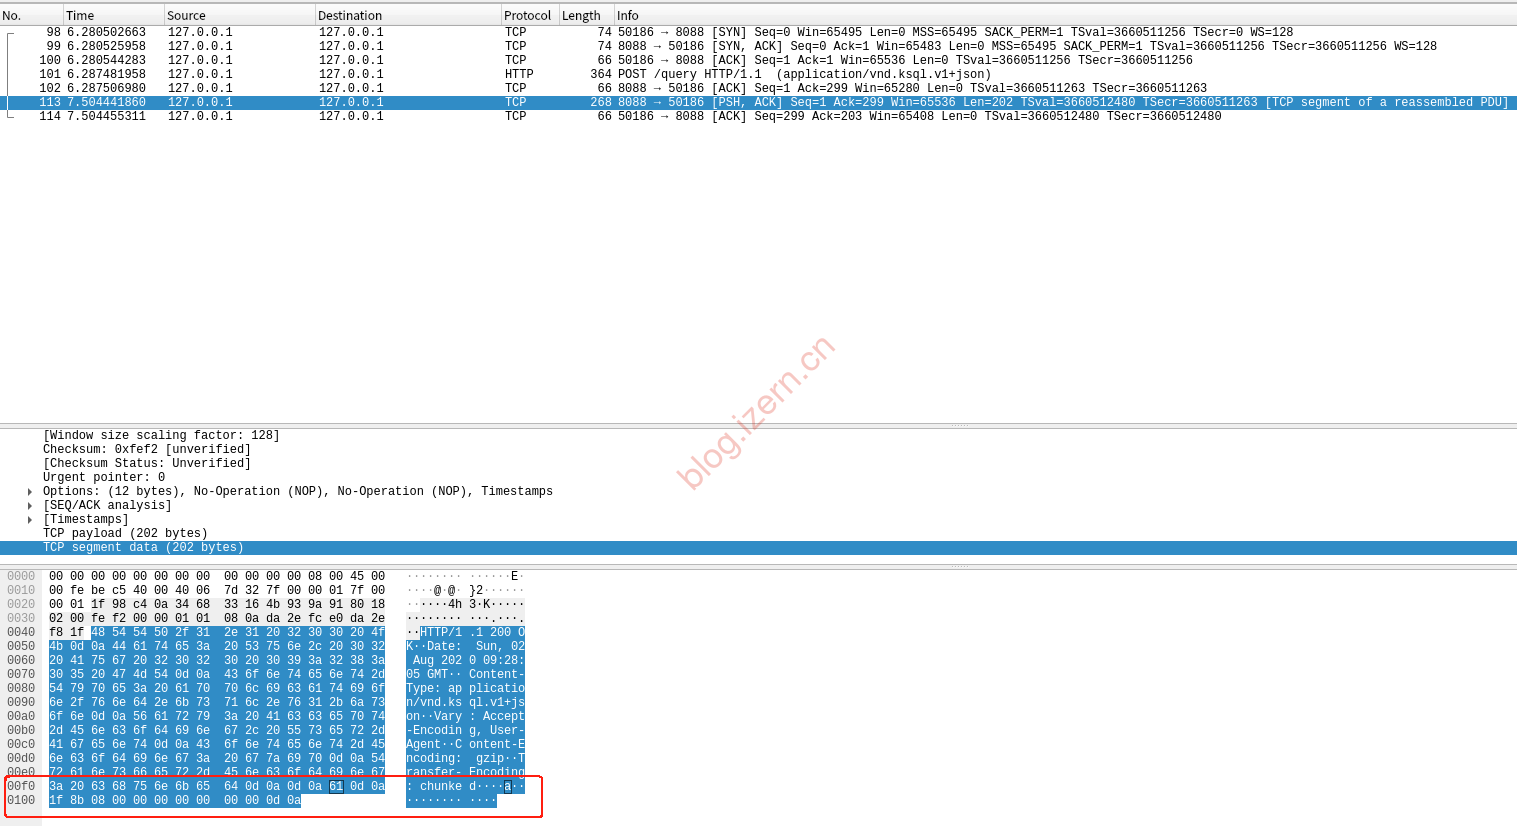 No. Time Source Destination Protocol Length Info
98 6.280502663 127.0.0.1 127.0.0.1 TCP 74 50186 → 8088 [SYN] Seq=0 Win=65495 Len=0 MSS=65495 SACK_PERM=1 TSval=3660511256 TSecr=0 WS=128
99 6.280525958 127.0.0.1 127.0.0.1 TCP 74 8088 → 50186 [SYN, ACK] Seq=0 Ack=1 Win=65483 Len=0 MSS=65495 SACK_PERM=1 TSval=3660511256 TSecr=3660511256 WS=128
100 6.280544283 127.0.0.1 127.0.0.1 TCP 66 50186 → 8088 [ACK] Seq=1 Ack=1 Win=65536 Len=0 TSval=3660511256 TSecr=3660511256
101 6.287481958 127.0.0.1 127.0.0.1 HTTP 364 POST /query HTTP/1.1  (application/vnd.ksql.v1+json)
102 6.287506980 127.0.0.1 127.0.0.1 TCP 66 8088 → 50186 [ACK] Seq=1 Ack=299 Win=65280 Len=0 TSval=3660511263 TSecr=3660511263
113 7.504441860 127.0.0.1 127.0.0.1 TCP 268 8088 → 50186 [PSH, ACK] Seq=1 Ack=299 Win=65536 Len=202 TSval=3660512480 TSecr=3660511263 [TCP segment of a reassembled PDU]
114 7.504455311 127.0.0.1 127.0.0.1 TCP 66 50186 → 8088 [ACK] Seq=299 Ack=203 Win=65408 Len=0 TSval=3660512480 TSecr=3660512480
blog.izern.cn
[Window size scaling factor: 128]
Checksum: 0xfef2 [unverified]
[Checksum Status: Unverified]
Urgent pointer: 0
Options: (12 bytes), No-Operation (NOP), No-Operation (NOP), Timestamps
[SEQ/ACK analysis]
[Timestamps]
TCP payload (202 bytes)
TCP segment data (202 bytes)
0000 00 00 00 00 00 00 00 00 00 00 00 00 08 00 45 00 ········ ······E·
0010 00 fe be c5 40 00 40 06 7d 32 7f 00 00 01 7f 00 ····@·@· }2······
0020 00 01 1f 98 c4 0a 34 68 33 16 4b 93 9a 91 80 18 ······4h 3·K·····
0030 02 00 fe f2 00 00 01 01 08 0a da 2e fc e0 da 2e ········ ···.···.
0040 f8 1f 48 54 54 50 2f 31 2e 31 20 32 30 30 20 4f ··HTTP/1 .1 200 O
0050 4b 0d 0a 44 61 74 65 3a 20 53 75 6e 2c 20 30 32 K··Date: Sun, 02
0060 20 41 75 67 20 32 30 32 30 20 30 39 3a 32 38 3a Aug 202 0 09:28:
0070 30 35 20 47 4d 54 0d 0a 43 6f 6e 74 65 6e 74 2d 05 GMT·· Content-
0080 54 79 70 65 3a 20 61 70 70 6c 69 63 61 74 69 6f Type: ap plicatio
0090 6e 2f 76 6e 64 2e 6b 73 71 6c 2e 76 31 2b 6a 73 n/vnd.ks ql.v1+js
00a0 6f 6e 0d 0a 56 61 72 79 3a 20 41 63 63 65 70 74 on··Vary : Accept
00b0 2d 45 6e 63 6f 64 69 6e 67 2c 20 55 73 65 72 2d -Encodin g, User-
00c0 41 67 65 6e 74 0d 0a 43 6f 6e 74 65 6e 74 2d 45 Agent··C ontent-E
00d0 6e 63 6f 64 69 6e 67 3a 20 67 7a 69 70 0d 0a 54 ncoding: gzip··T
00e0 72 61 6e 73 66 65 72 2d 45 6e 63 6f 64 69 6e 67 ransfer- Encoding
00f0 3a 20 63 68 75 6e 6b 65 64 0d 0a 0d 0a 61 0d 0a : chunke d····a··
0100 1f 8b 08 00 00 00 00 00 00 00 0d 0a ········ ····